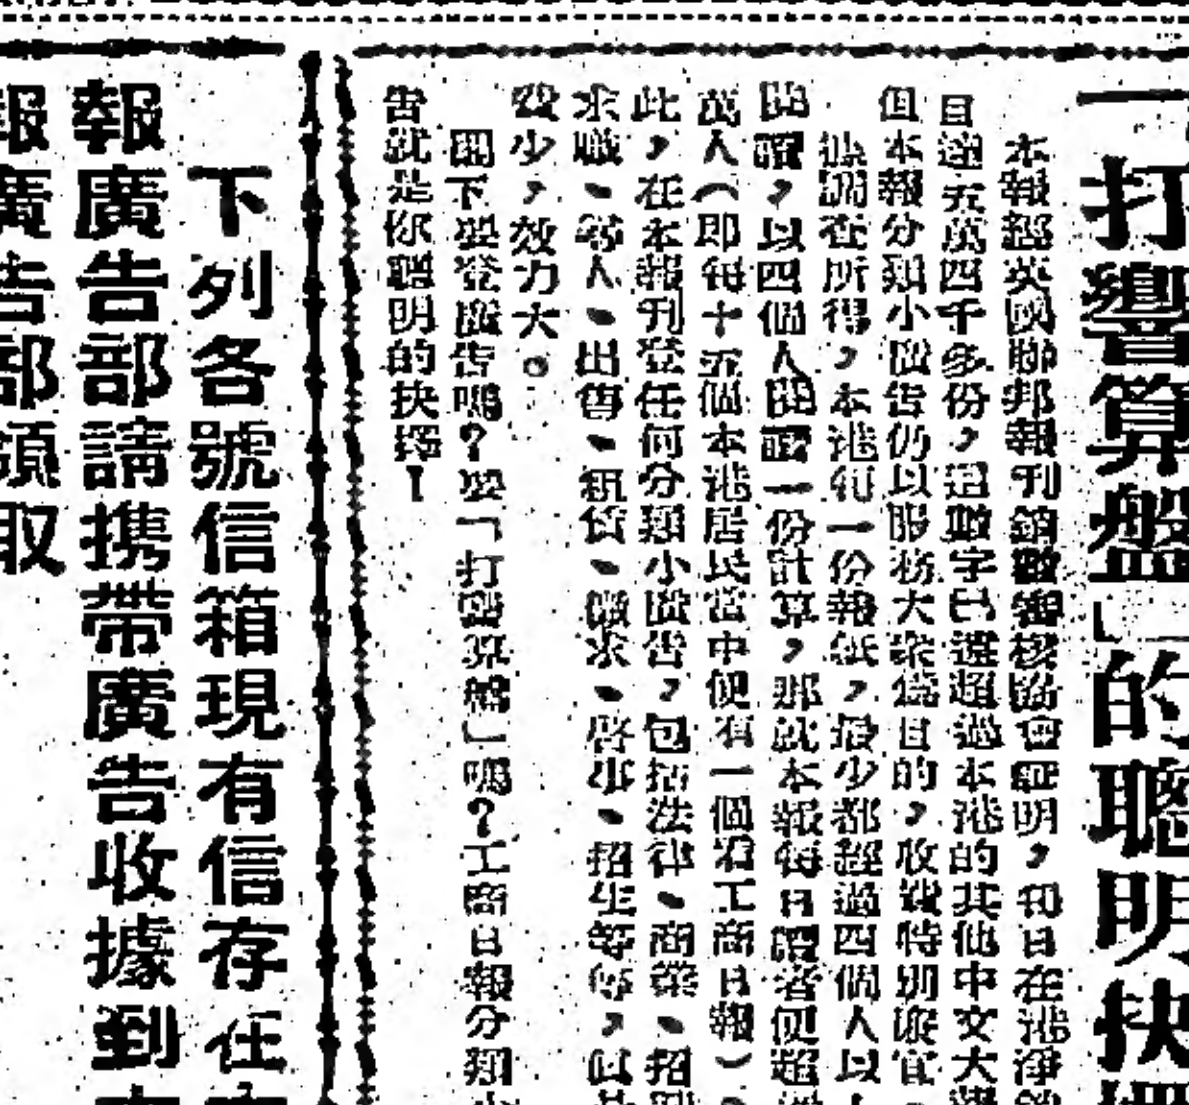 打響算盤」的聰明抉
本報經英國聯邦報刊銷數審核協會証明，每日在港淨
目達五萬四千多份，這數字已遠超過本港的其他中文大
但本報分類小廣告仍以服務大衆為目的，收費特別廉宜
據調查所得，本港每一份報紙，最少都經過四個人以
閱讀，以四個人閱讀一份計算，那就本報每日讀者便超
萬人（即每十五個本港居民當中便有一個看工商日報）
此，在本報刊登任何分類小廣告，包括法律、商業、招
求職、尋人、出售、租賃、徵求、啓事、招生等等，
費少，效力大。
閣下要登廣告嗎？要「打響算盤」嗎？工商日報分類
告就是你聰明的抉擇！
下列各號信箱現有信存在
報廣告部請携帶廣告收據到
報廣告部領取